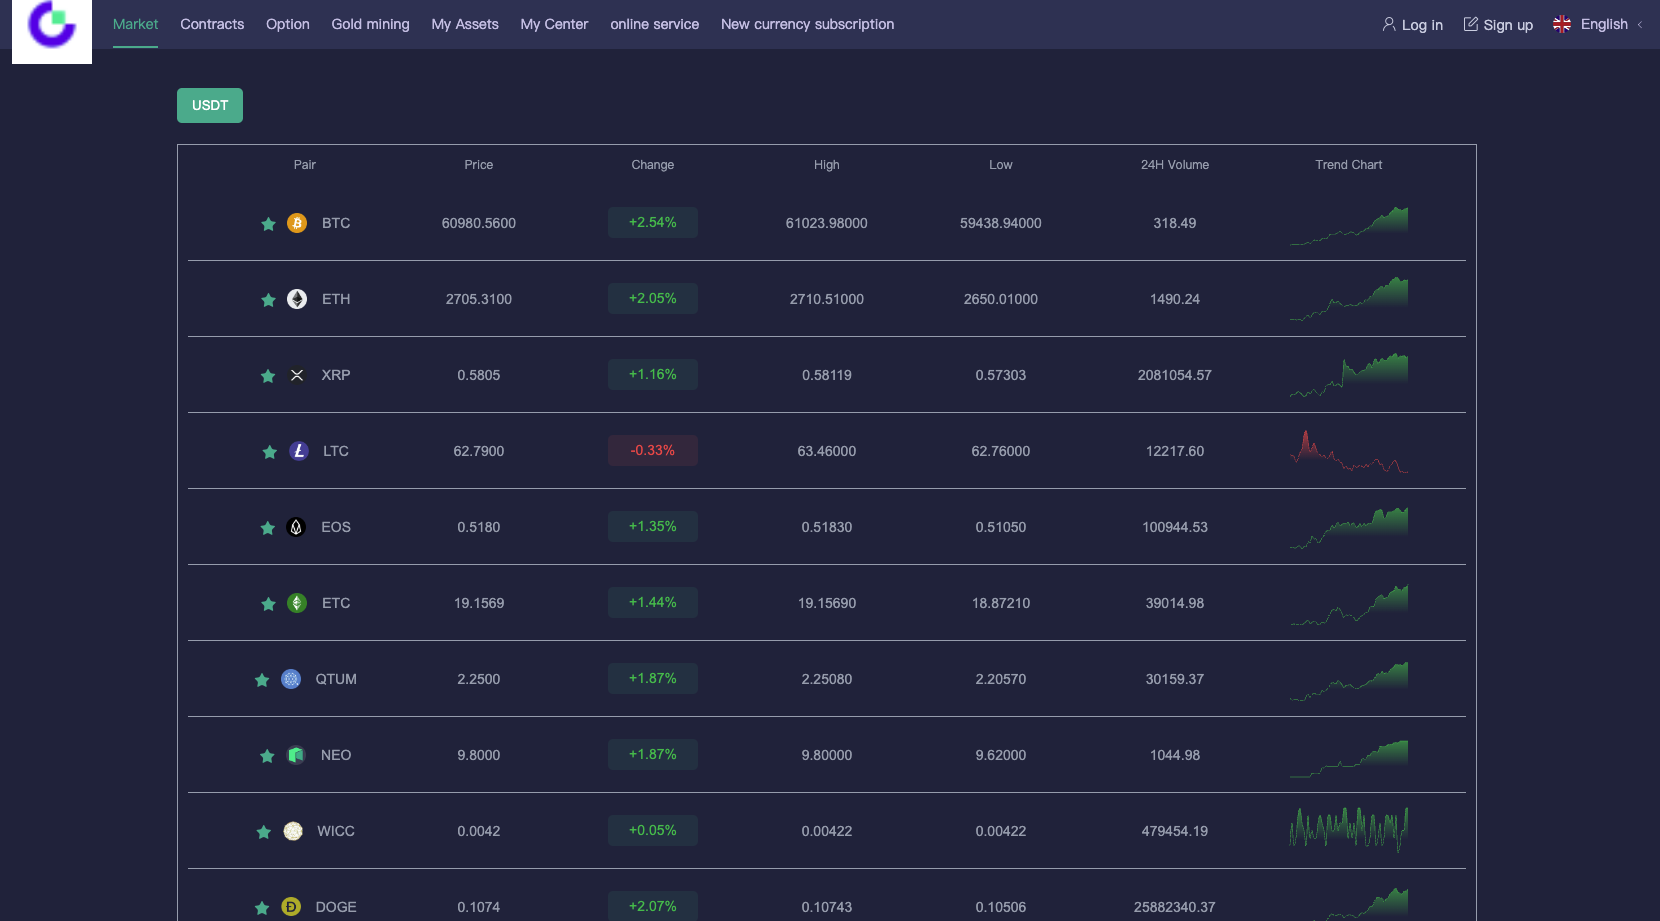 Market Contracts Option Gold mining My Assets My Center online service New currency subscription Log in Sign up English
USDT
Pair Price Change High Low 24H Volume Trend Chart
BTC 60980.5600 +2.54% 61023.98000 59438.94000 318.49
ETH 2705.3100 +2.05% 2710.51000 2650.01000 1490.24
XRP 0.5805 +1.16% 0.58119 0.57303 2081054.57
LTC 62.7900 -0.33% 63.46000 62.76000 12217.60
EOS 0.5180 +1.35% 0.51830 0.51050 100944.53
ETC 19.1569 +1.44% 19.15690 18.87210 39014.98
QTUM 2.2500 +1.87% 2.25080 2.20570 30159.37
NEO 9.8000 +1.87% 9.80000 9.62000 1044.98
WICC 0.0042 +0.05% 0.00422 0.00422 479454.19
DOGE 0.1074 +2.07% 0.10743 0.10506 25882340.37